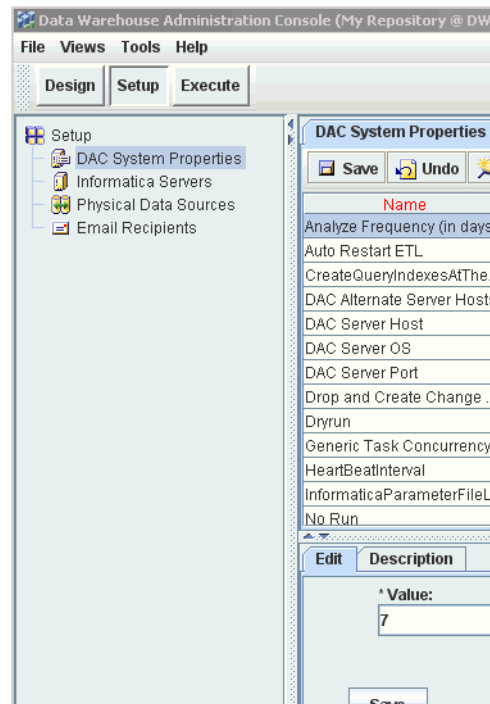 Data Warehouse Administration Console (My Repository @ DW
File Views Tools Help
Design Setup Execute
Setup
DAC System Properties
Informatica Servers
Physical Data Sources
Email Recipients
DAC System Properties
Save Undo
Name
Analyze Frequency (in days
Auto Restart ETL
CreateQueryIndexesAtThe.
DAC Alternate Server Hosts
DAC Server Host
DAC Server OS
DAC Server Port
Drop and Create Change .
Dryrun
Generic Task Concurrency
HeartBeatInterval
InformaticaParameterFileL
No Run
Edit Description
*Value:
7
Save